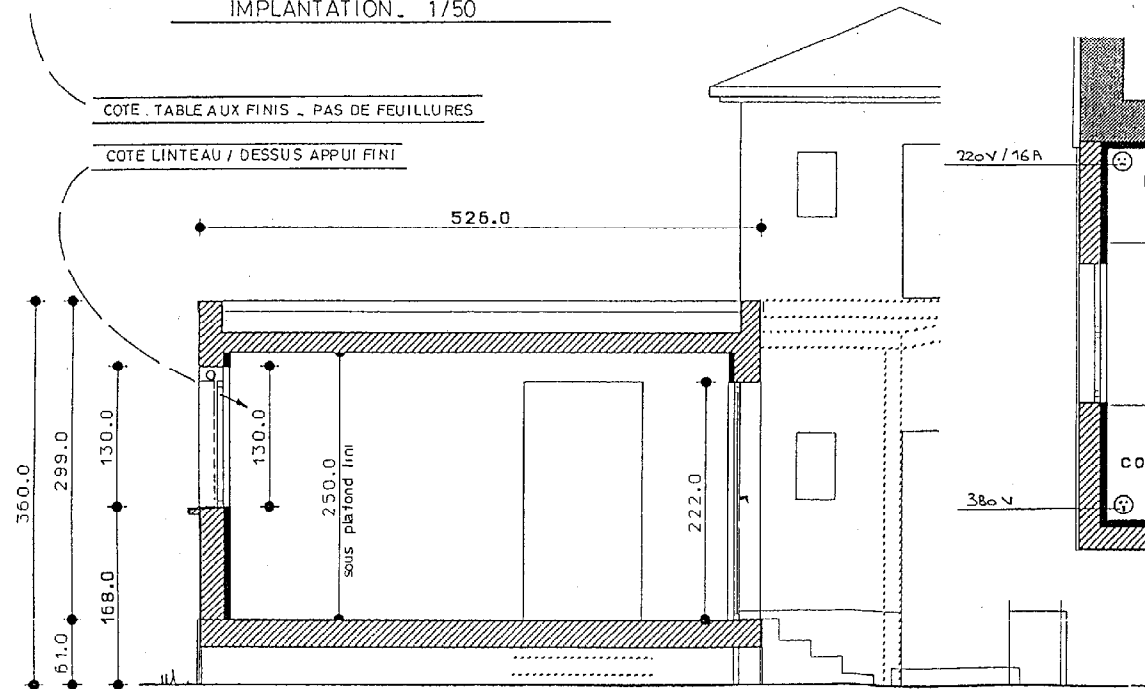 IMPLANTATION_ 1/50
COTE . TABLEAUX FINIS _ PAS DE FEUILLURES
COTE LINTEAU / DESSUS APPUI FINI
220V/16A
526.0
360.0
299.0
130.0
130.0
250.0
sous plafond fini
222.0
168.0
61.0
CO
380V